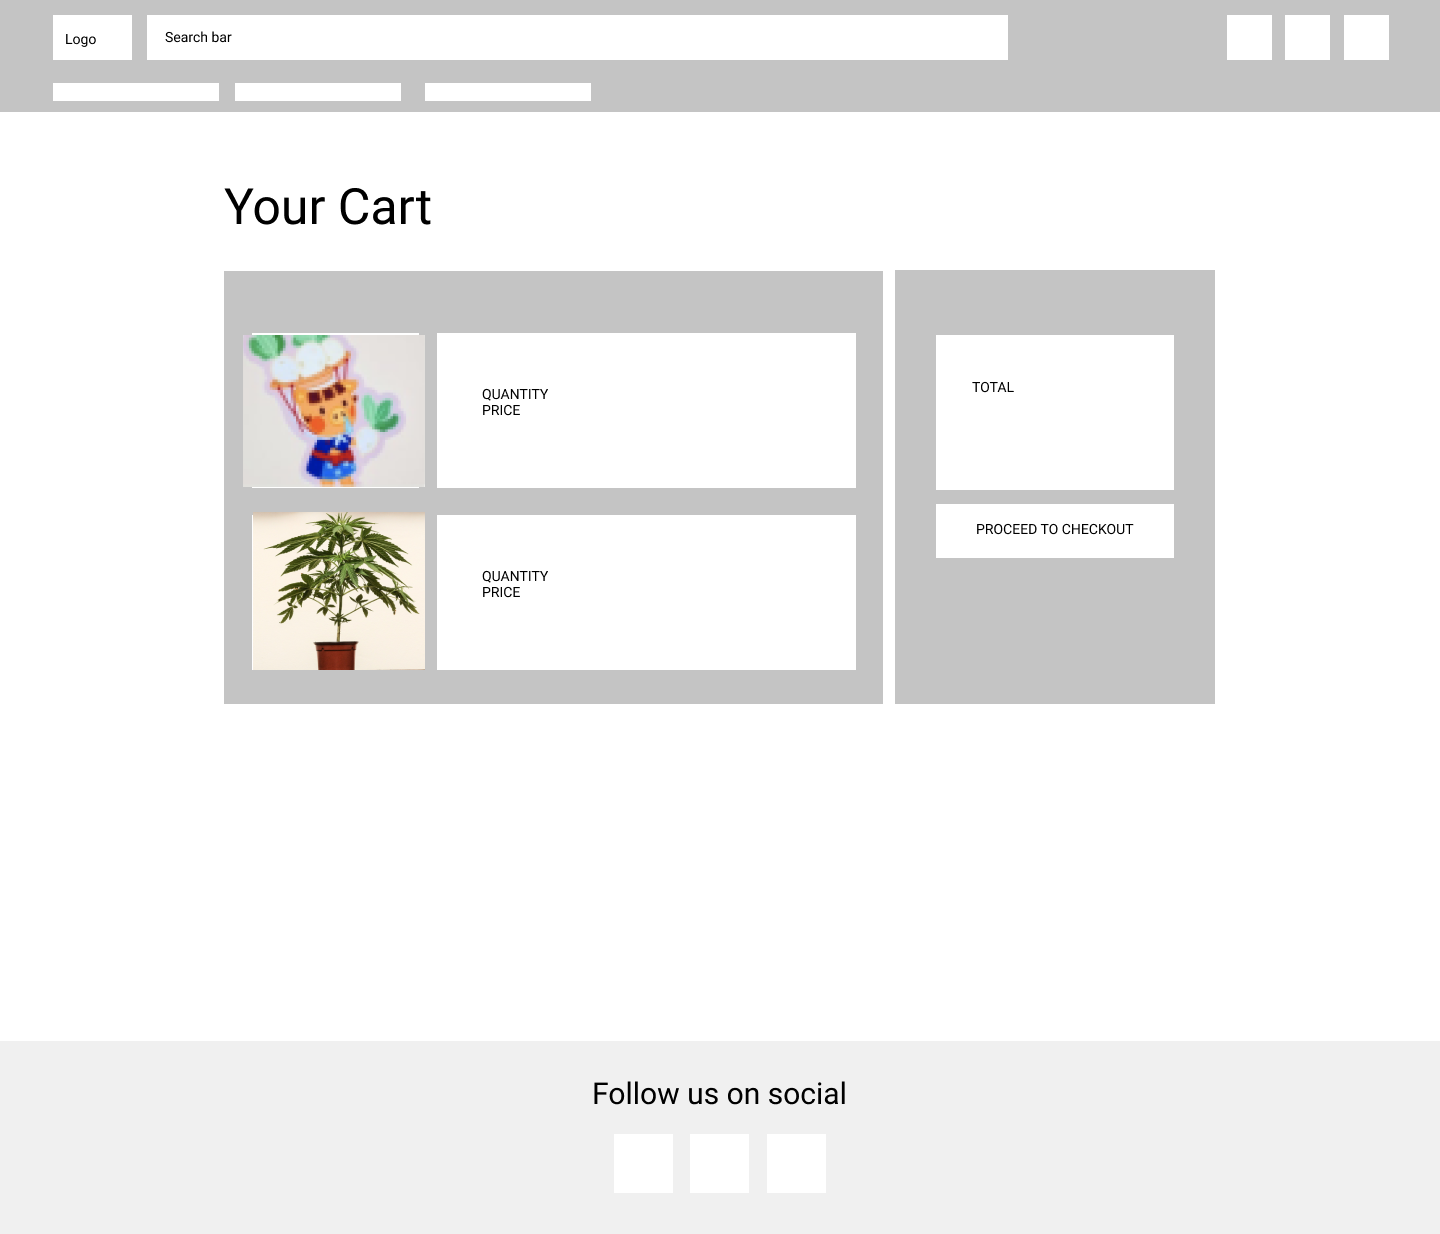 Logo
Search bar
Your Cart
QUANTITY
PRICE
TOTAL
PROCEED TO CHECKOUT
QUANTITY
PRICE
Follow us on social